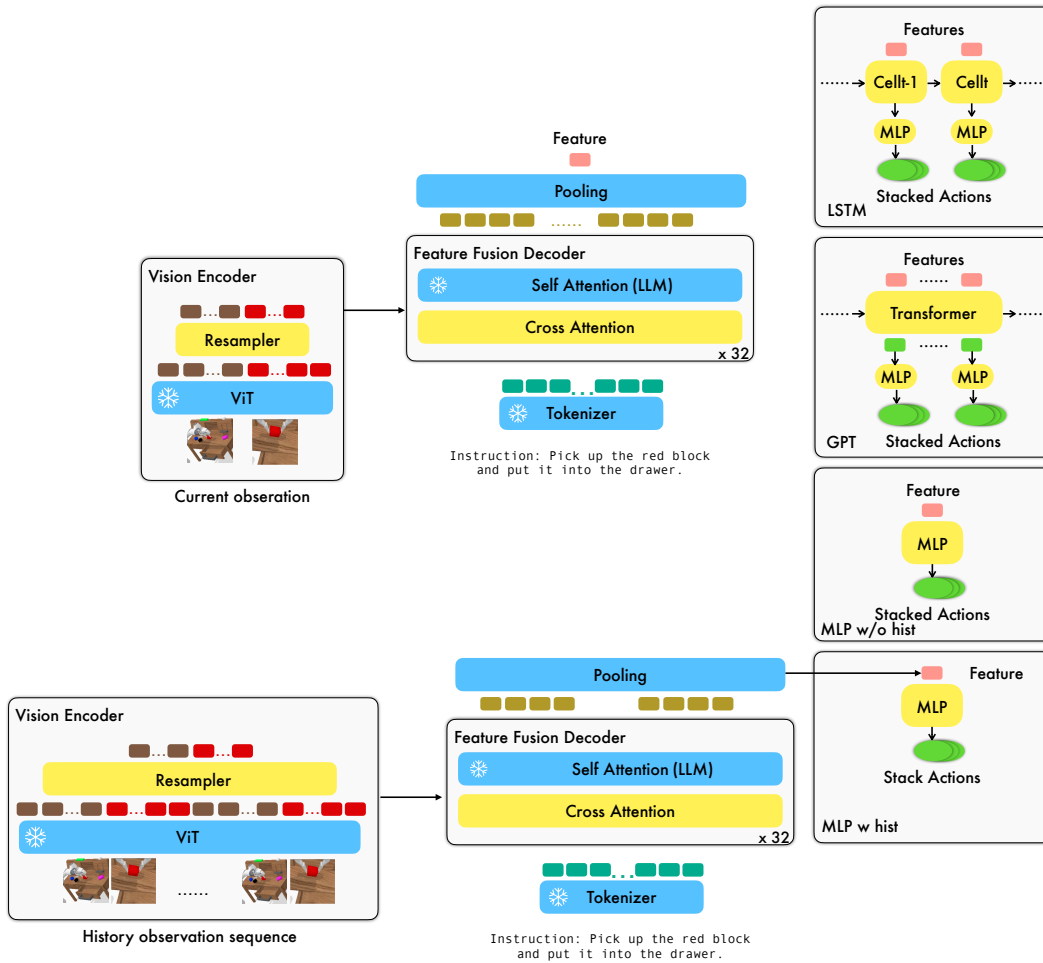 Feature
Pooling
......
Feature Fusion Decoder
Self Attention (LLM)
Cross Attention
x 32
Vision Encoder
...
...
Resampler
...
...
ViT
Current obseration
...
Tokenizer
Instruction: Pick up the red block
and put it into the drawer.
Features
......
Cellt-1
Cellt
......
MLP
MLP
Stacked Actions
LSTM
Features
......
......
Transformer
......
......
MLP
MLP
Stacked Actions
GPT
Feature
MLP
Stacked Actions
MLP w/o hist
Feature
MLP
Stack Actions
MLP w hist
Pooling
Feature Fusion Decoder
Self Attention (LLM)
Cross Attention
x 32
Vision Encoder
...
...
Resampler
...
...
...
...
ViT
......
History observation sequence
...
Tokenizer
Instruction: Pick up the red block
and put it into the drawer.